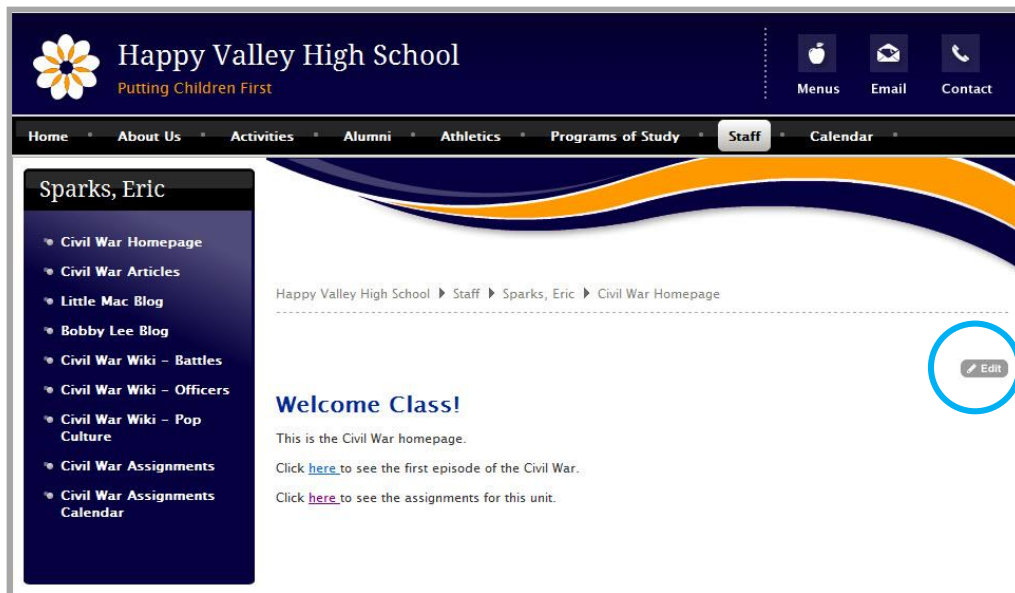 Happy Valley High School
Putting Children First
Menus
Email
Contact
Home
About Us
Activities
Alumni
Athletics
Programs of Study
Staff
Calendar
Sparks, Eric
Civil War Homepage
Civil War Articles
Little Mac Blog
Bobby Lee Blog
Civil War Wiki – Battles
Civil War Wiki – Officers
Civil War Wiki – Pop
Culture
Civil War Assignments
Civil War Assignments
Calendar
Happy Valley High School Staff Sparks, Eric Civil War Homepage
Edit
Welcome Class!
This is the Civil War homepage.
Click here to see the first episode of the Civil War.
Click here to see the assignments for this unit.